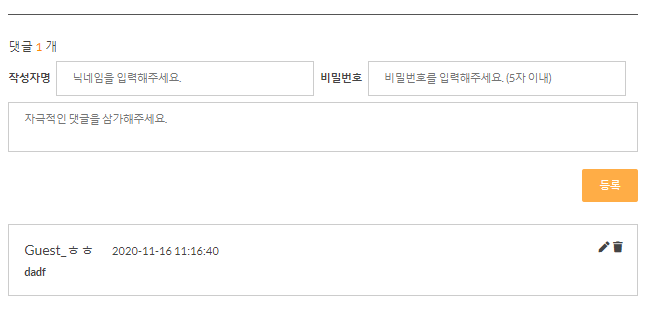 댓글 1 개
작성자명 닉네임을 입력해주세요. 비밀번호 비밀번호를 입력해주세요. (5자 이내)
자극적인 댓글을 삼가해주세요.
등록
Guest_ㅎㅎ 2020-11-16 11:16:40
dadf